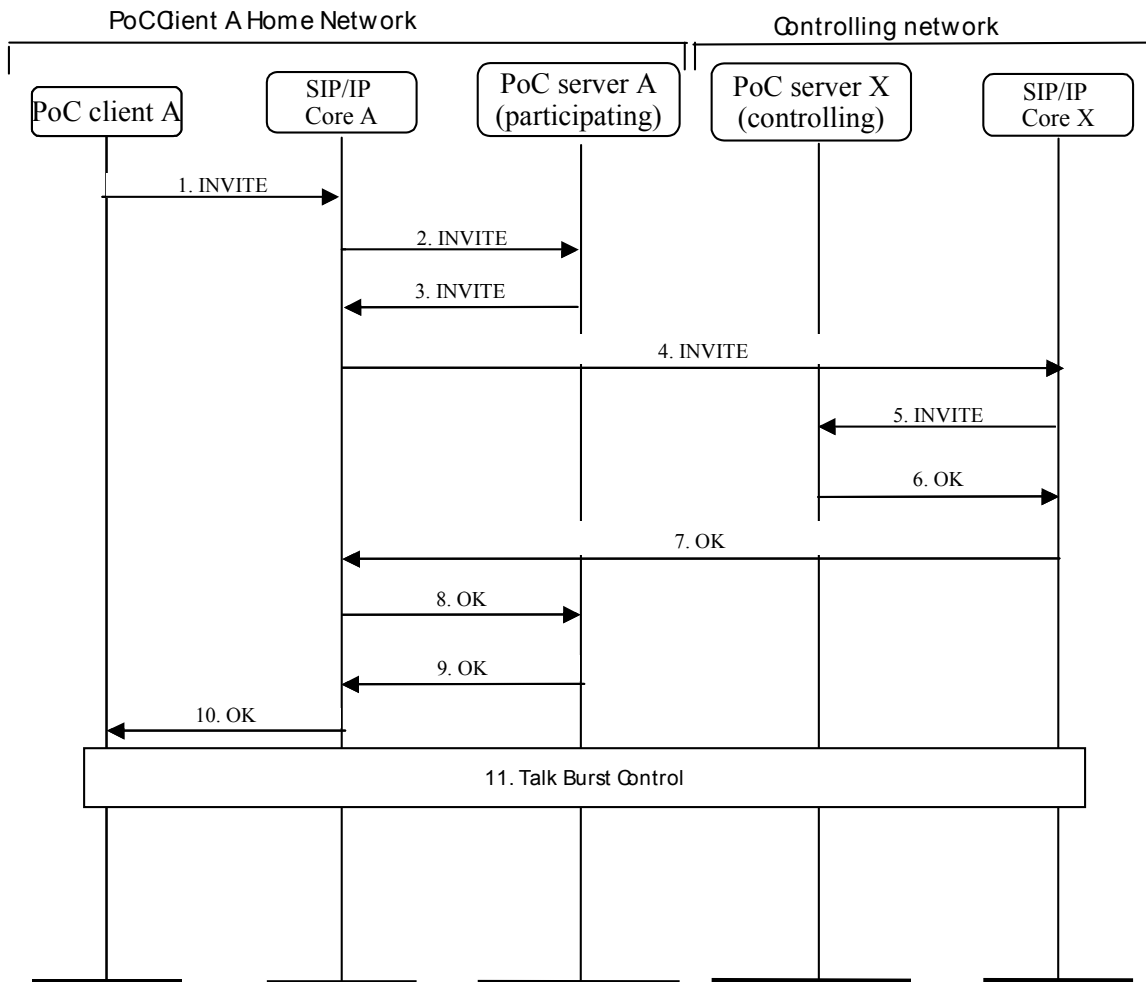 PoCClient A Home Network
Controlling network
PoC client A
SIP/IP
Core A
PoC server A
(participating)
PoC server X
(controlling)
SIP/IP
Core X
1. INVITE
2. INVITE
3. INVITE
4. INVITE
5. INVITE
6. OK
7. OK
8. OK
9. OK
10. OK
11. Talk Burst Control